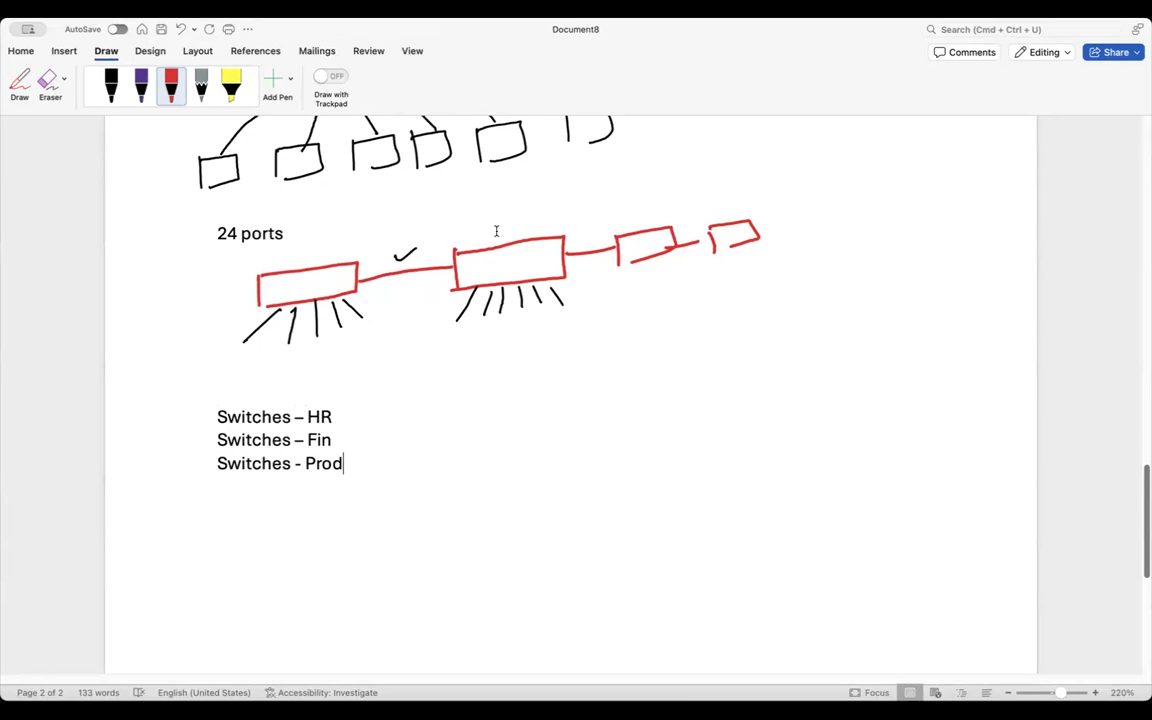 AutoSave
Document8
Search (Cmd + Ctrl + U)
Home Insert Draw Design Layout References Mailings Review View
Comments Editing Share
Draw Eraser Add Pen OFF Draw with Trackpad
24 ports
Switches – HR
Switches – Fin
Switches - Prod
Page 2 of 2 133 words English (United States) Accessibility: Investigate Focus 220%